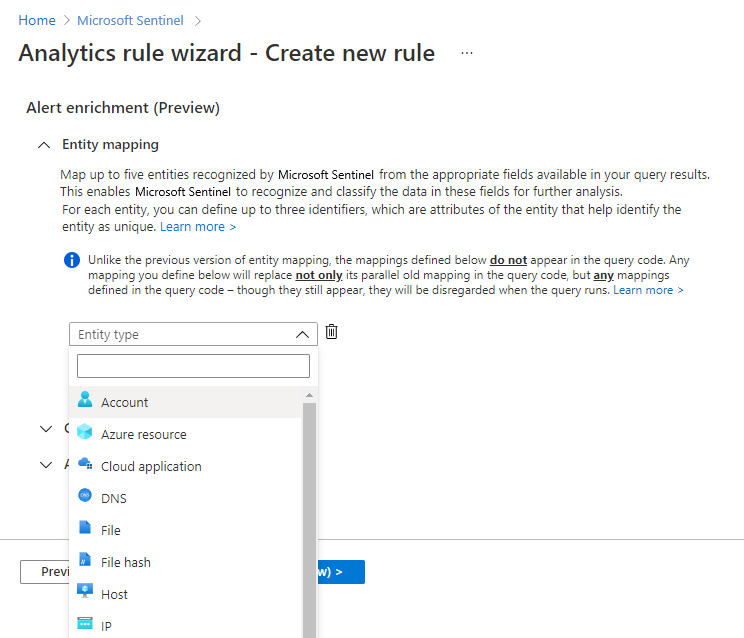 Home > Microsoft Sentinel >
Analytics rule wizard - Create new rule ...
Alert enrichment (Preview)
Entity mapping
Map up to five entities recognized by Microsoft Sentinel from the appropriate fields available in your query results.
This enables Microsoft Sentinel to recognize and classify the data in these fields for further analysis.
For each entity, you can define up to three identifiers, which are attributes of the entity that help identify the
entity as unique. Learn more >
Unlike the previous version of entity mapping, the mappings defined below do not appear in the query code. Any
mapping you define below will replace not only its parallel old mapping in the query code, but any mappings
defined in the query code – though they still appear, they will be disregarded when the query runs. Learn more >
Entity type
Account
Azure resource
Cloud application
DNS
File
File hash
Host
IP
Previ
w) >